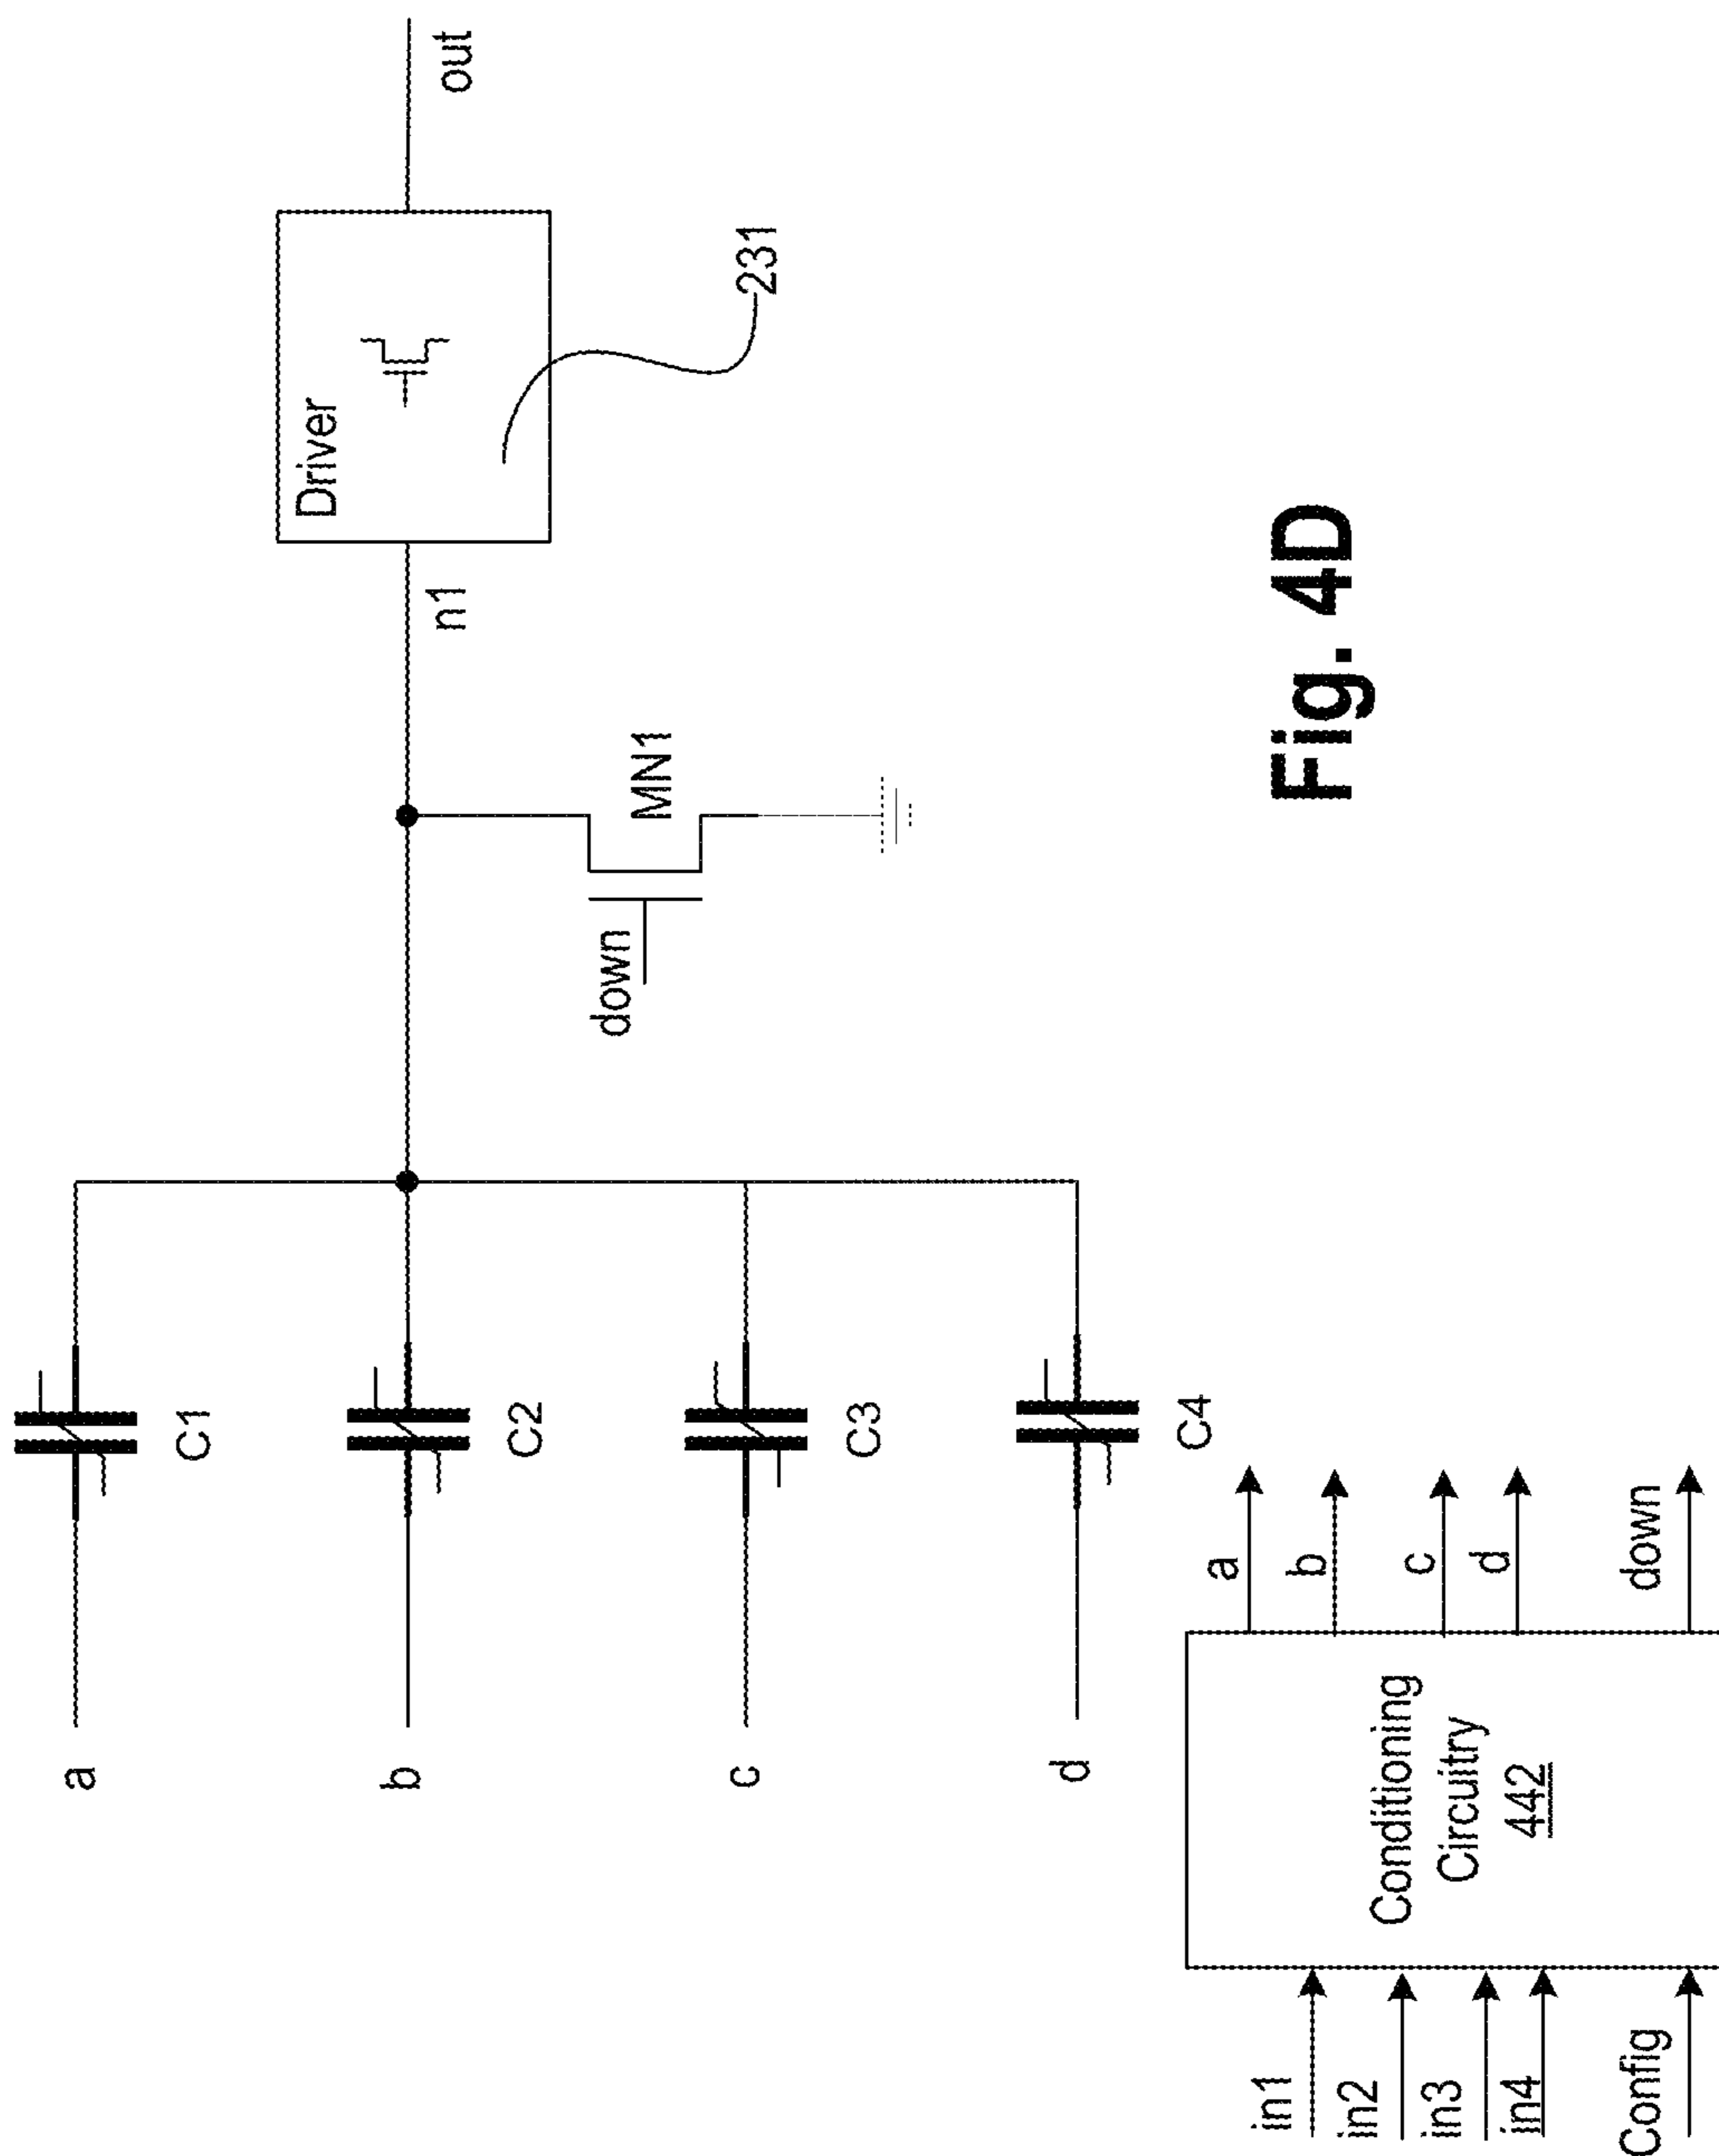 a
C1
b
C2
c
C3
d
C4
down
MN1
n1
Driver
231
out
in1
in2
in3
in4
Config
Conditioning
Circuitry
442
a
b
c
d
down
Fig. 4D